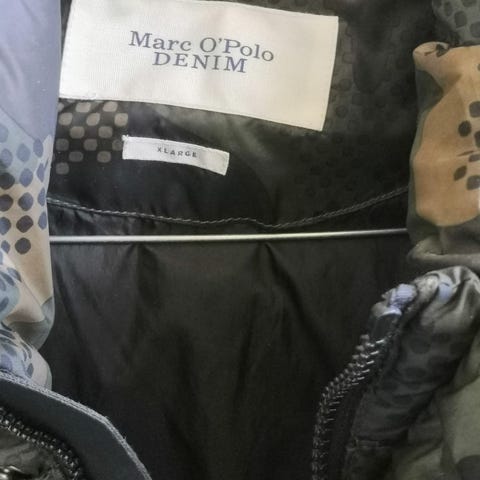 Marc O'Polo
DENIM
XLARGE